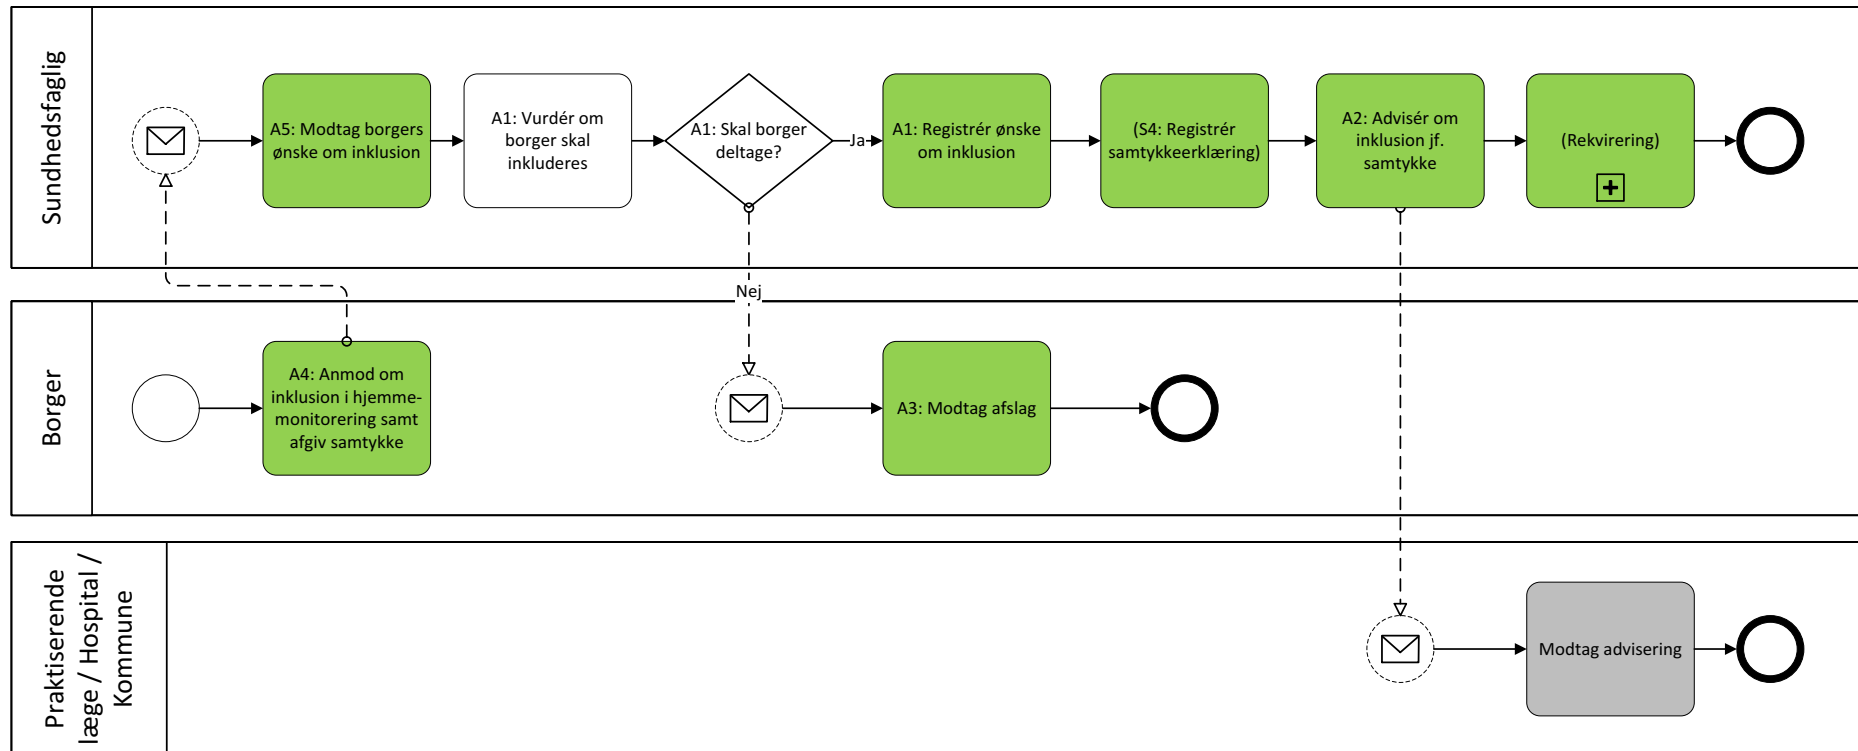 Sundhedsfaglig
A5: Modtag borgers
ønske om inklusion
A1: Vurdér om
borger skal
inkluderes
A1: Skal borger
deltage?
Ja
A1: Registrér ønske
om inklusion
(S4: Registrér
samtykkeerklæring)
A2: Advisér om
inklusion jf.
samtykke
(Rekvirering)
Nej
Borger
A4: Anmod om
inklusion i hjemme-
monitorering samt
afgiv samtykke
A3: Modtag afslag
Praktiserende
læge / Hospital /
Kommune
Modtag advisering